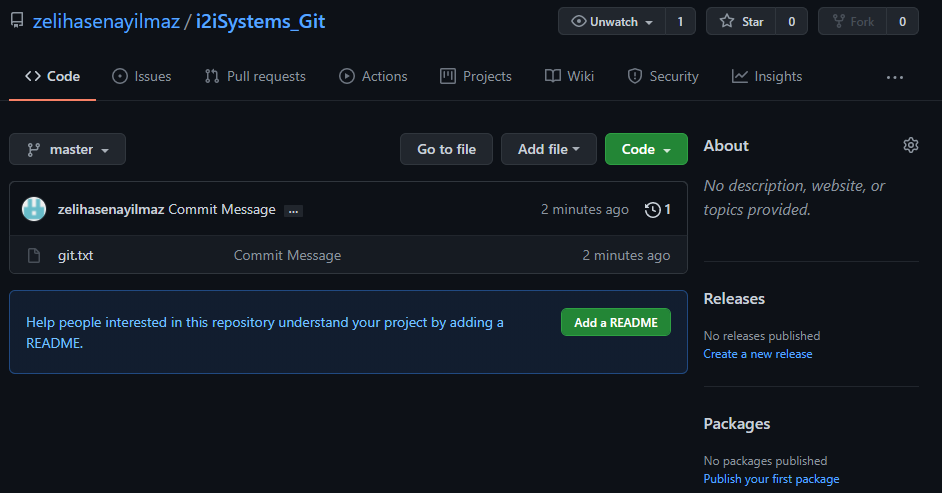 zelihasenayilmaz / i2iSystems_Git
Unwatch 1 Star 0 Fork 0
Code Issues Pull requests Actions Projects Wiki Security Insights ...
master Go to file Add file Code
zelihasenayilmaz Commit Message ... 2 minutes ago 1
git.txt Commit Message 2 minutes ago
Help people interested in this repository understand your project by adding a
README.
Add a README
About
No description, website, or
topics provided.
Releases
No releases published
Create a new release
Packages
No packages published
Publish your first package